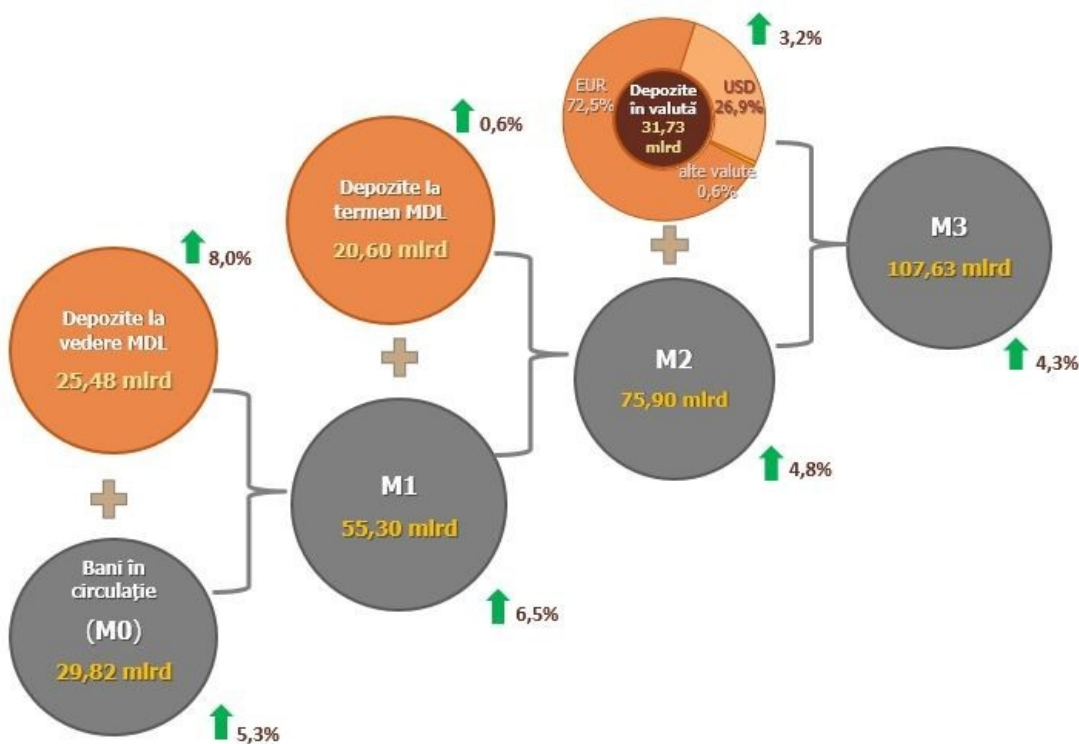 3,2%
EUR
72,5%
USD
26,9%
Depozite
în valută
31,73
mlrd
alte valute
0,6%
0,6%
Depozite la
termen MDL
20,60 mlrd
M3
107,63 mlrd
4,3%
8,0%
Depozite la
vedere MDL
25,48 mlrd
M2
75,90 mlrd
4,8%
M1
55,30 mlrd
6,5%
Bani în
circulație
(M0)
29,82 mlrd
5,3%